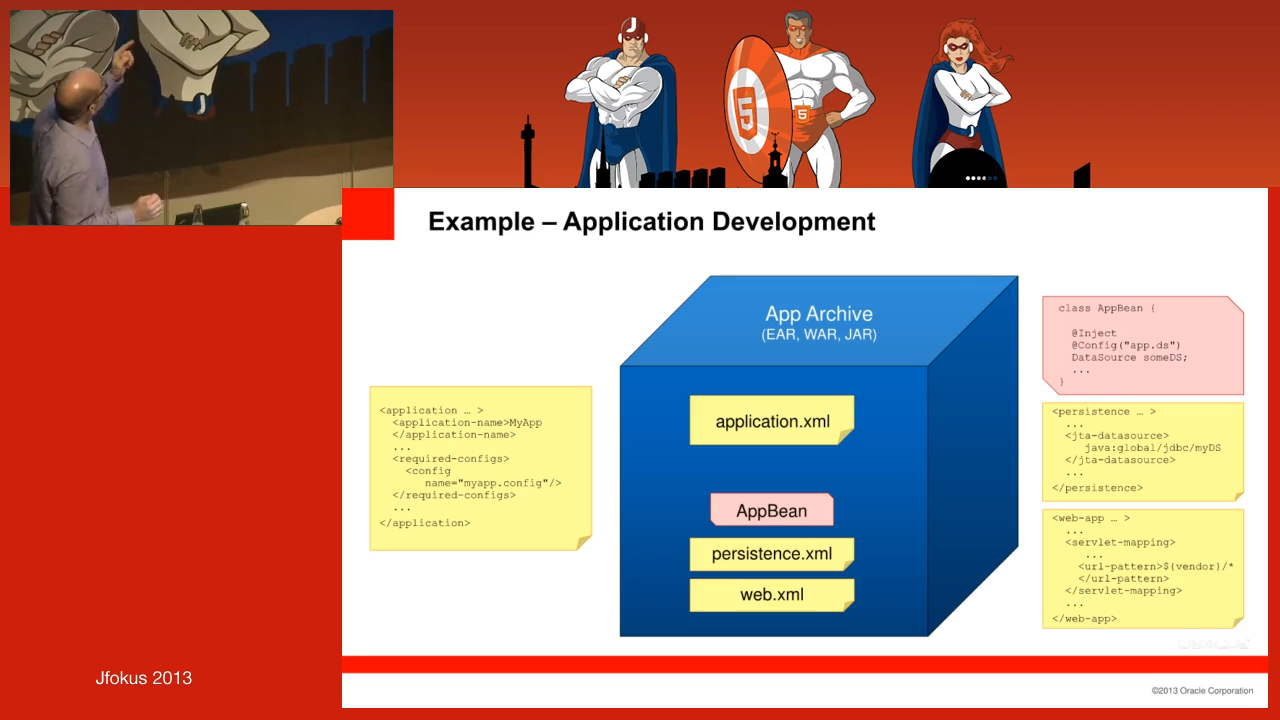 J
5
5
Example – Application Development
App Archive
(EAR, WAR, JAR)
application.xml
AppBean
persistence.xml
web.xml
<application … >
<application-name>MyApp
</application-name>
...
<required-configs>
<config
name="myapp.config"/>
</required-configs>
...
</application>
class AppBean {
@Inject
@Config("app.ds")
DataSource someDS;
...
}
<persistence … >
...
<jta-datasource>
java:global/jdbc/myDS
</jta-datasource>
...
</persistence>
<web-app … >
...
<servlet-mapping>
...
<url-pattern>${vendor}/*
</url-pattern>
</servlet-mapping>
...
</web-app>
Jfokus 2013
©2013 Oracle Corporation